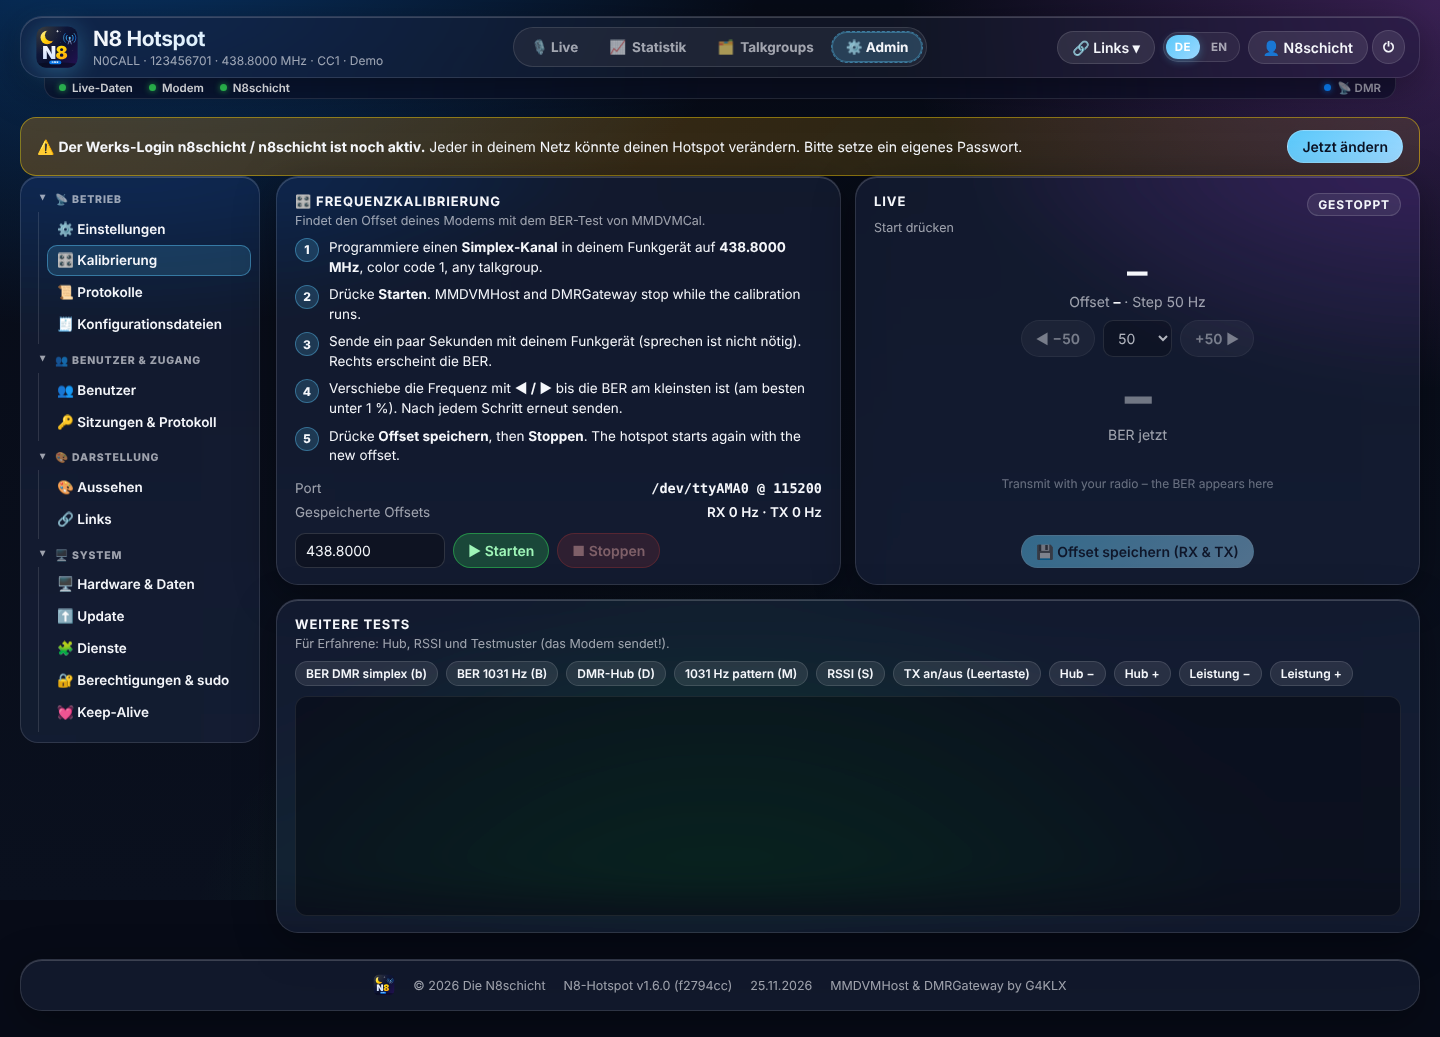 N8 Hotspot
N0CALL · 123456701 · 438.8000 MHz · CC1 · Demo
Live
Statistik
Talkgroups
Admin
Links ▾
DE
EN
N8schicht
Live-Daten
Modem
N8schicht
DMR
Der Werks-Login n8schicht / n8schicht ist noch aktiv. Jeder in deinem Netz könnte deinen Hotspot verändern. Bitte setze ein eigenes Passwort.
Jetzt ändern
▼ BETRIEB
Einstellungen
Kalibrierung
Protokolle
Konfigurationsdateien
▼ BENUTZER & ZUGANG
Benutzer
Sitzungen & Protokoll
▼ DARSTELLUNG
Aussehen
Links
▼ SYSTEM
Hardware & Daten
Update
Dienste
Berechtigungen & sudo
Keep-Alive
FREQUENZKALIBRIERUNG
Findet den Offset deines Modems mit dem BER-Test von MMDVMCal.
1 Programmiere einen Simplex-Kanal in deinem Funkgerät auf 438.8000
MHz, color code 1, any talkgroup.
2 Drücke Starten. MMDVMHost and DMRGateway stop while the calibration
runs.
3 Sende ein paar Sekunden mit deinem Funkgerät (sprechen ist nicht nötig).
Rechts erscheint die BER.
4 Verschiebe die Frequenz mit ◀ / ▶ bis die BER am kleinsten ist (am besten
unter 1 %). Nach jedem Schritt erneut senden.
5 Drücke Offset speichern, then Stoppen. The hotspot starts again with the
new offset.
Port /dev/ttyAMA0 @ 115200
Gespeicherte Offsets RX 0 Hz · TX 0 Hz
438.8000
▶ Starten
■ Stoppen
LIVE
GESTOPPT
Start drücken
–
Offset – · Step 50 Hz
◀ −50
50
+50 ▶
—
BER jetzt
Transmit with your radio – the BER appears here
Offset speichern (RX & TX)
WEITERE TESTS
Für Erfahrene: Hub, RSSI und Testmuster (das Modem sendet!).
BER DMR simplex (b)
BER 1031 Hz (B)
DMR-Hub (D)
1031 Hz pattern (M)
RSSI (S)
TX an/aus (Leertaste)
Hub −
Hub +
Leistung −
Leistung +
N8
© 2026 Die N8schicht
N8-Hotspot v1.6.0 (f2794cc)
25.11.2026
MMDVMHost & DMRGateway by G4KLX